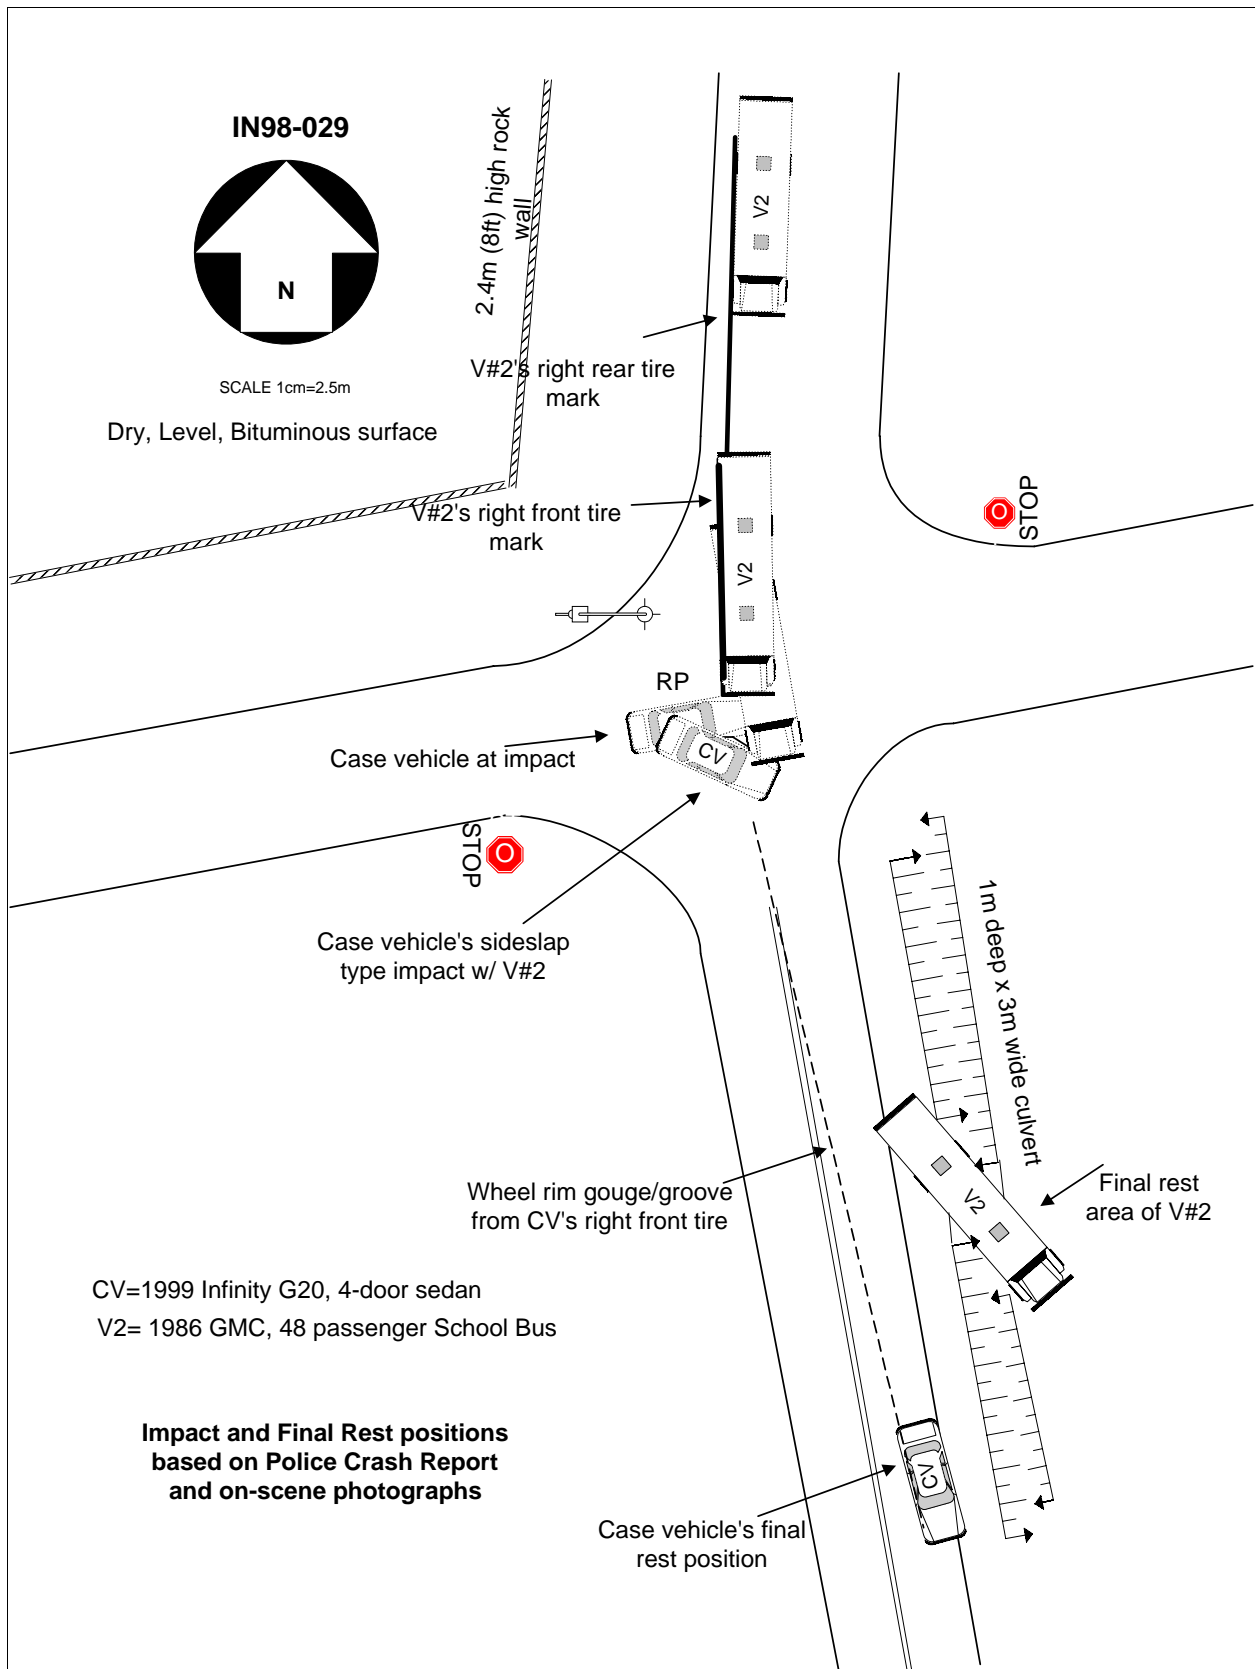 IN98-029
N
SCALE 1cm=2.5m
Dry, Level, Bituminous surface
2.4m (8ft) high rock
wall
V2
V#2's right rear tire
mark
V#2's right front tire
mark
V2
O
STOP
RP
Case vehicle at impact
CV
STOP
O
Case vehicle's sideslap
type impact w/ V#2
1m deep x 3m wide culvert
Wheel rim gouge/groove
from CV's right front tire
V2
Final rest
area of V#2
CV=1999 Infinity G20, 4-door sedan
V2= 1986 GMC, 48 passenger School Bus
Impact and Final Rest positions
based on Police Crash Report
and on-scene photographs
CV
Case vehicle's final
rest position